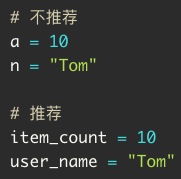 # 不推荐
a = 10
n = "Tom"

# 推荐
item_count = 10
user_name = "Tom"